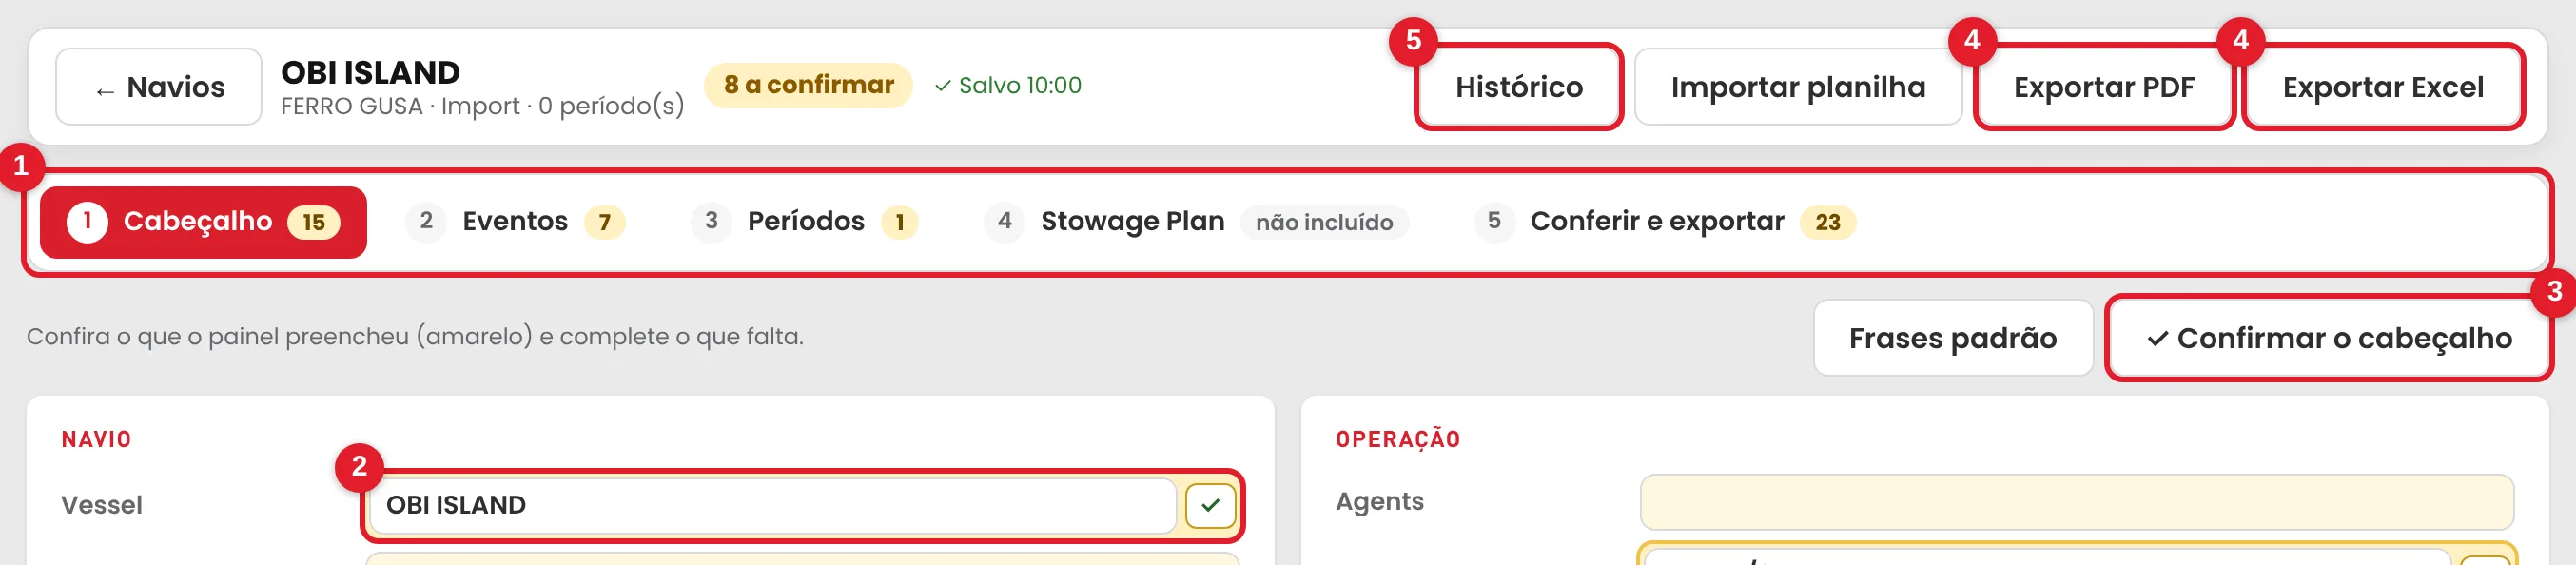 5
4
4
← Navios
OBI ISLAND
FERRO GUSA · Import · 0 período(s)
8 a confirmar
✓ Salvo 10:00
Histórico
Importar planilha
Exportar PDF
Exportar Excel
1
1 Cabeçalho 15
2 Eventos 7
3 Períodos 1
4 Stowage Plan não incluído
5 Conferir e exportar 23
3
Confira o que o painel preencheu (amarelo) e complete o que falta.
Frases padrão
✓ Confirmar o cabeçalho
NAVIO
2
Vessel
OBI ISLAND
✓
OPERAÇÃO
Agents